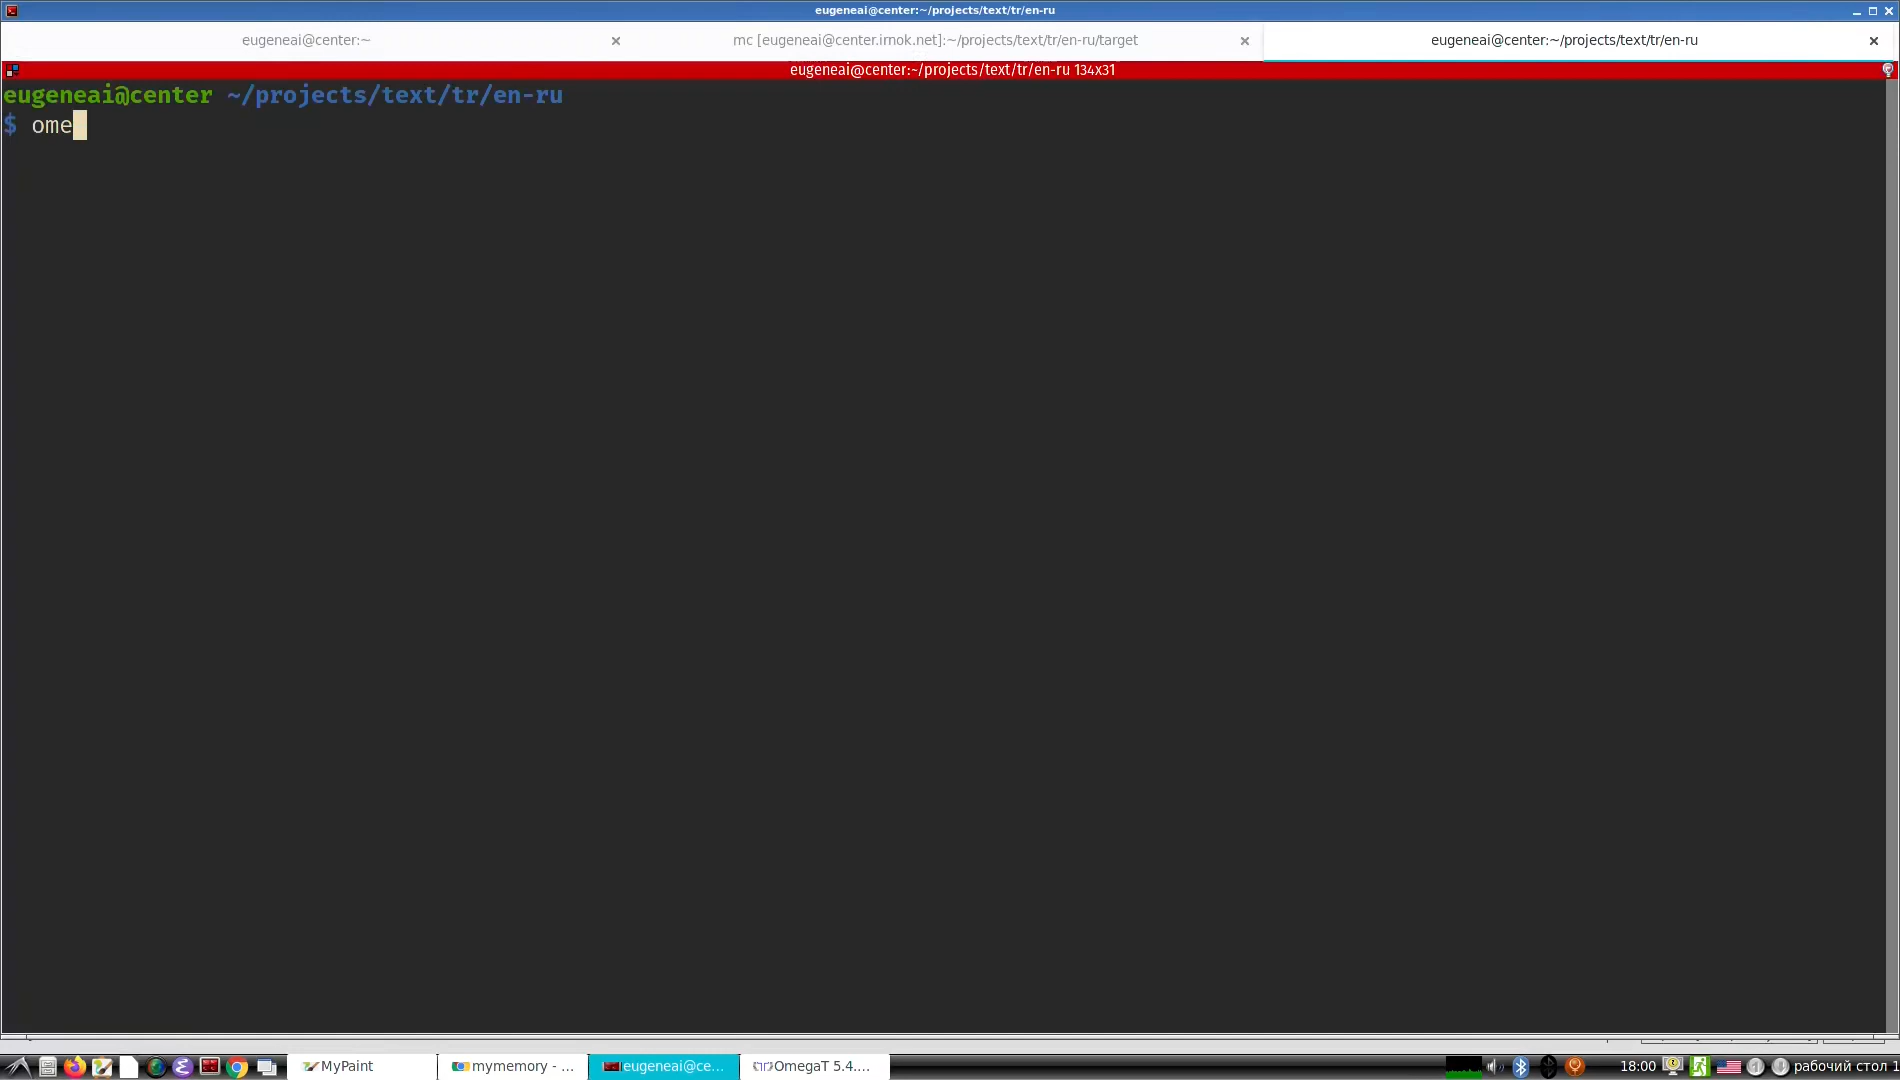 eugeneai@center:~/projects/text/tr/en-ru
eugeneai@center:~
mc [eugeneai@center.irnok.net]:~/projects/text/tr/en-ru/target
eugeneai@center:~/projects/text/tr/en-ru
eugeneai@center:~/projects/text/tr/en-ru 134x31
eugeneai@center ~/projects/text/tr/en-ru
$ ome
MyPaint
mymemory - ...
eugeneai@ce...
OmegaT 5.4....
18:00
рабочий стол 1